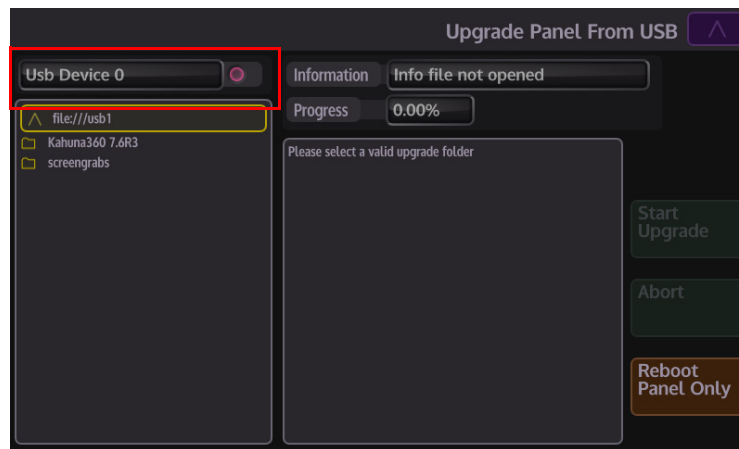 Upgrade Panel From USB
Usb Device 0
Information
Info file not opened
Progress
0.00%
file:///usb1
Kahuna360 7.6R3
screengrabs
Please select a valid upgrade folder
Start
Upgrade
Abort
Reboot
Panel Only